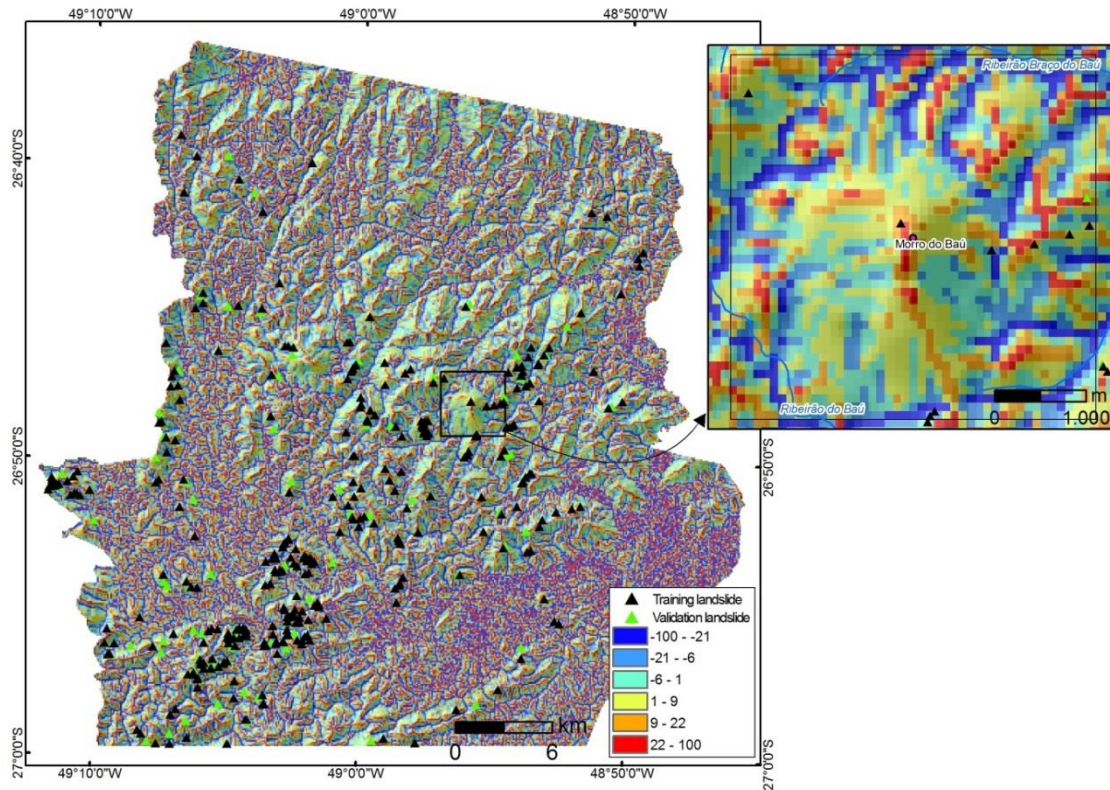 49°10'0"W
49°0'0"W
48°50'0"W
26°40'0"S
26°50'0"S
27°0'0"S
Ribeirão Braço do Baú
Morro do Baú
Ribeirão do Baú
0 1.000 m
26°40'0"S
26°50'0"S
27°0'0"S
Training landslide
Validation landslide
-100 - -21
-21 - -6
-6 - 1
1 - 9
9 - 22
22 - 100
0 6 km
49°10'0"W
49°0'0"W
48°50'0"W